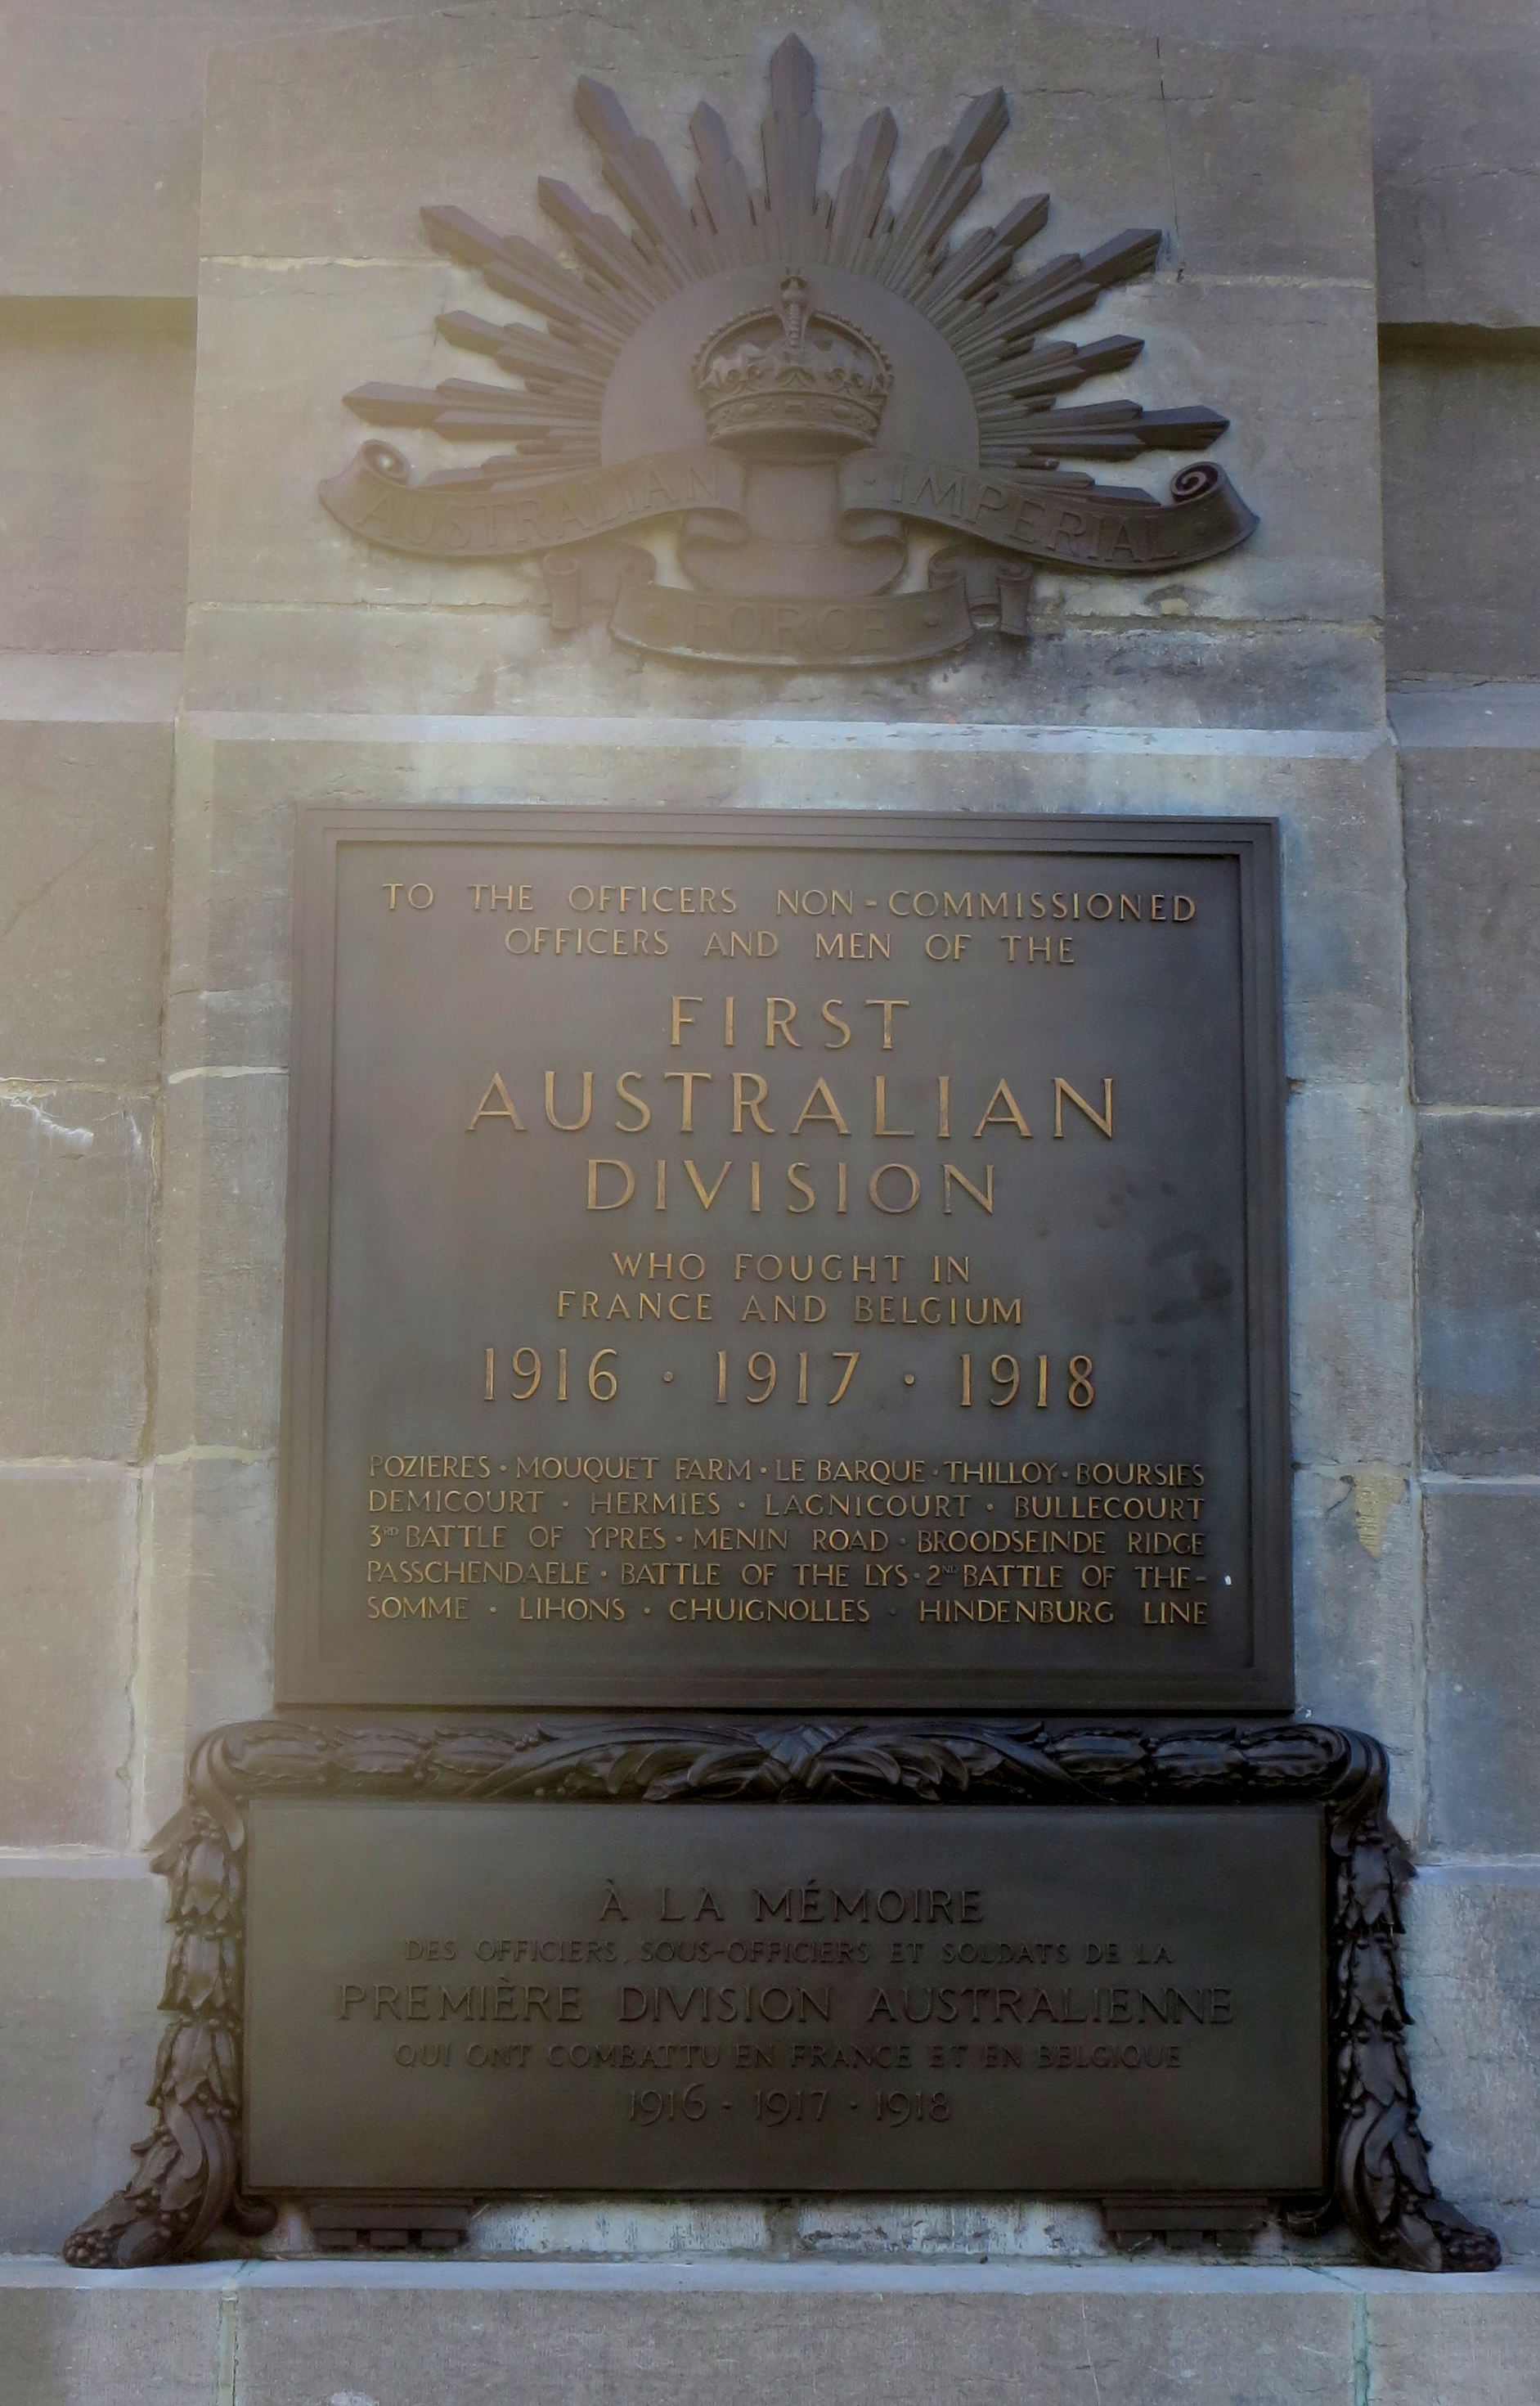 AUSTRALIAN · IMPERIAL
· FORCE ·
TO THE OFFICERS NON-COMMISSIONED
OFFICERS AND MEN OF THE
FIRST
AUSTRALIAN
DIVISION
WHO FOUGHT IN
FRANCE AND BELGIUM
1916 · 1917 · 1918
POZIÈRES · MOUQUET FARM · LE BARQUE · THILLOY · BOURSIES
DEMICOURT · HERMIES · LAGNICOURT · BULLECOURT
3RD BATTLE OF YPRES · MENIN ROAD · BROODSEINDE RIDGE
PASSCHENDAELE · BATTLE OF THE LYS · 2ND BATTLE OF THE-
SOMME · LIHONS · CHUIGNOLLES · HINDENBURG LINE
À LA MÉMOIRE
DES OFFICIERS, SOUS-OFFICIERS ET SOLDATS DE LA
PREMIÈRE DIVISION AUSTRALIENNE
QUI ONT COMBATTU EN FRANCE ET EN BELGIQUE
1916 · 1917 · 1918